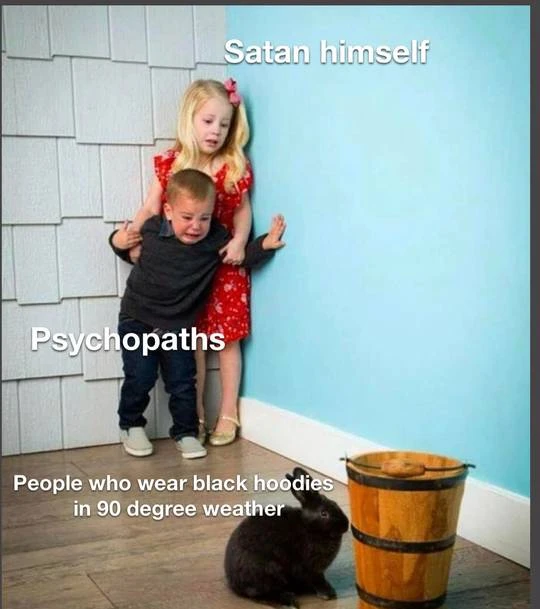 Satan himself
Psychopaths
People who wear black hoodies
in 90 degree weather